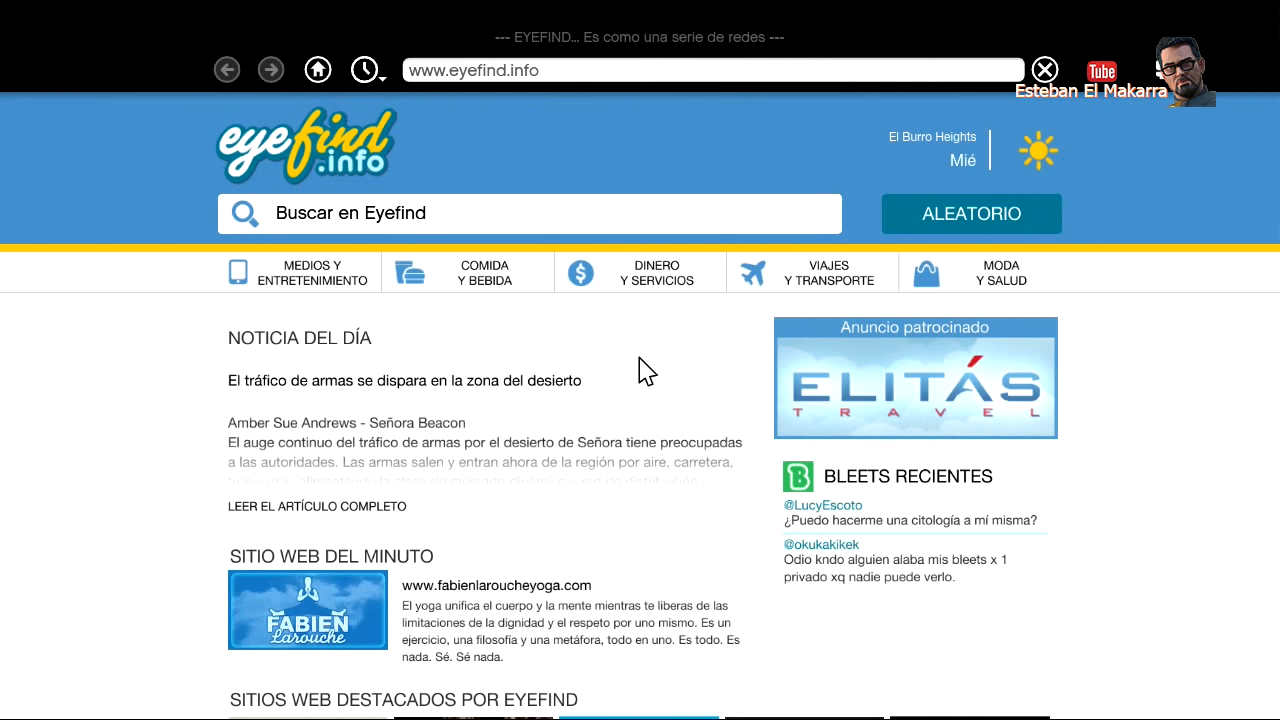 --- EYEFIND... Es como una serie de redes ---
www.eyefind.info
Tube
Esteban El Makarra
eyefind
.info
El Burro Heights
Mié
Buscar en Eyefind
ALEATORIO
MEDIOS Y
ENTRETENIMIENTO
COMIDA
Y BEBIDA
DINERO
Y SERVICIOS
VIAJES
Y TRANSPORTE
MODA
Y SALUD
NOTICIA DEL DÍA
El tráfico de armas se dispara en la zona del desierto
Amber Sue Andrews - Señora Beacon
El auge continuo del tráfico de armas por el desierto de Señora tiene preocupadas
a las autoridades. Las armas salen y entran ahora de la región por aire, carretera,
LEER EL ARTÍCULO COMPLETO
Anuncio patrocinado
ELITÁS
TRAVEL
BLEETS RECIENTES
@LucyEscoto
¿Puedo hacerme una citología a mí misma?
@okukakikek
Odio kndo alguien alaba mis bleets x 1
privado xq nadie puede verlo.
SITIO WEB DEL MINUTO
FABIEN
Larouche
www.fabienlaroucheyoga.com
El yoga unifica el cuerpo y la mente mientras te liberas de las
limitaciones de la dignidad y el respeto por uno mismo. Es un
ejercicio, una filosofía y una metáfora, todo en uno. Es todo. Es
nada. Sé. Sé nada.
SITIOS WEB DESTACADOS POR EYEFIND